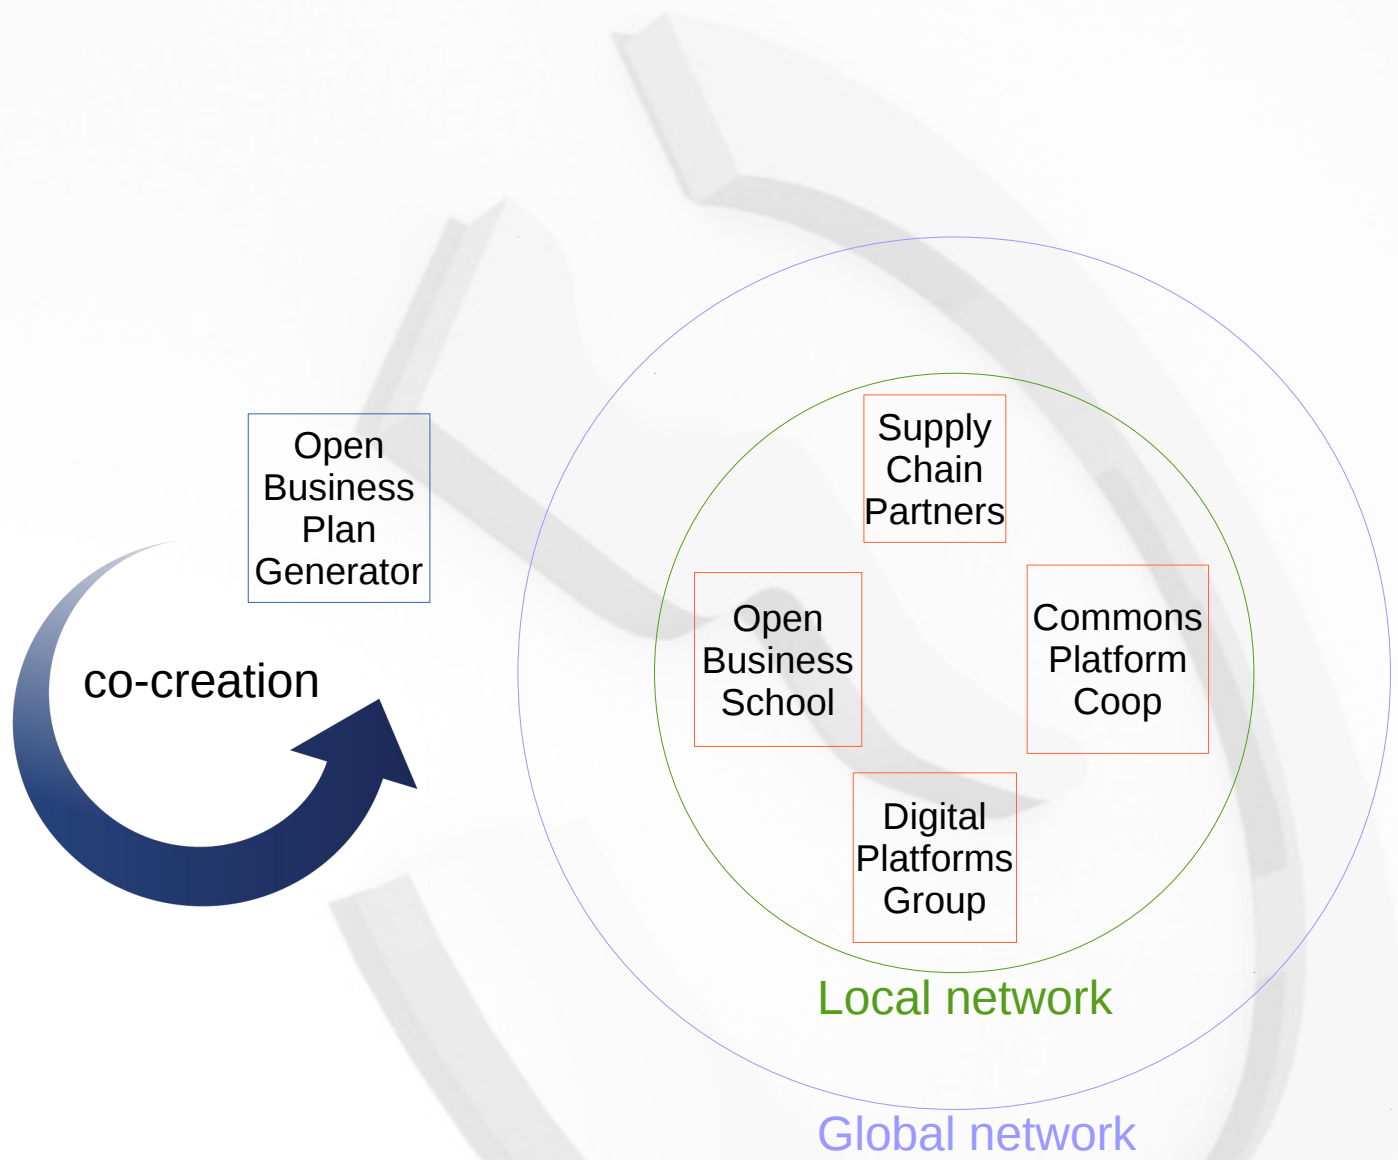 Open
Business
Plan
Generator
co-creation
Supply
Chain
Partners
Open
Business
School
Commons
Platform
Coop
Digital
Platforms
Group
Local network
Global network